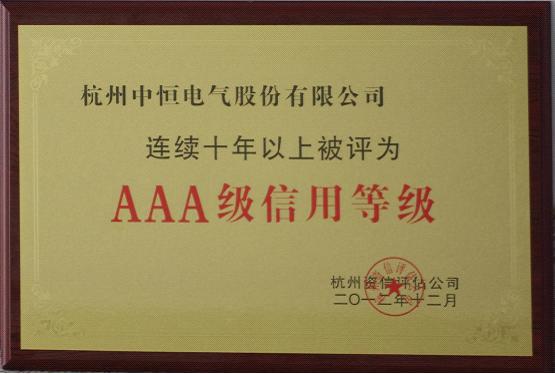 杭州中恒电气股份有限公司
连续十年以上被评为
AAA级信用等级
杭州资信评估公司
二〇一二年十二月